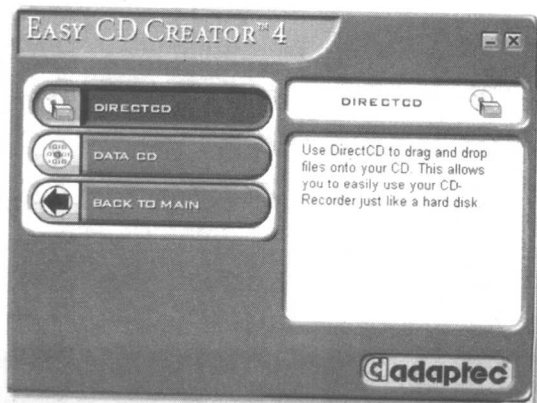 EASY CD CREATOR™ 4
DIRECTCD
DATA CD
BACK TO MAIN
DIRECTCD
Use DirectCD to drag and drop
files onto your CD. This allows
you to easily use your CD-
Recorder just like a hard disk
adaptec